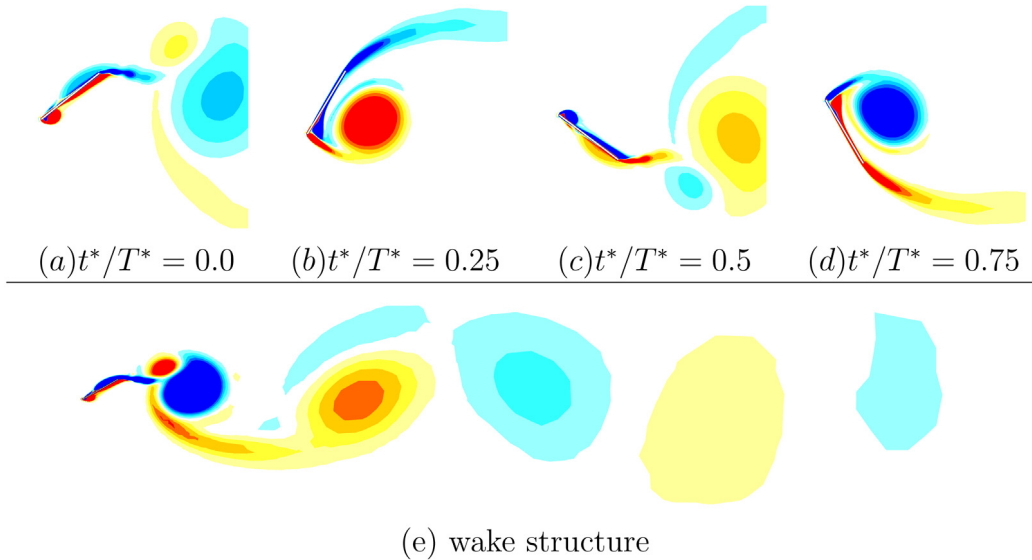 (a)t*/T* = 0.0 (b)t*/T* = 0.25 (c)t*/T* = 0.5 (d)t*/T* = 0.75
(e) wake structure